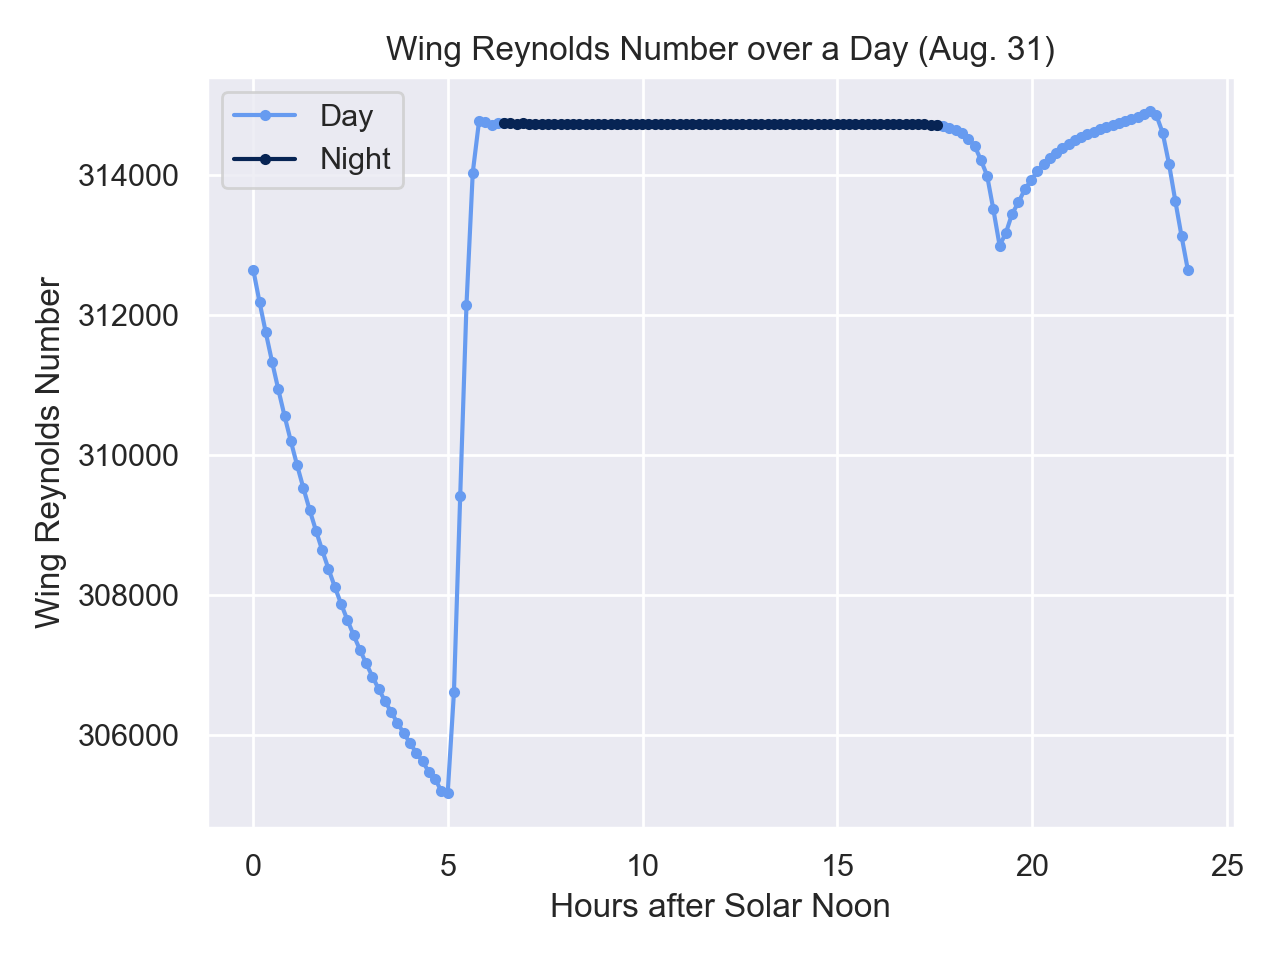 Wing Reynolds Number over a Day (Aug. 31)
Day
Night
Wing Reynolds Number
314000
312000
310000
308000
306000
0 5 10 15 20 25
Hours after Solar Noon